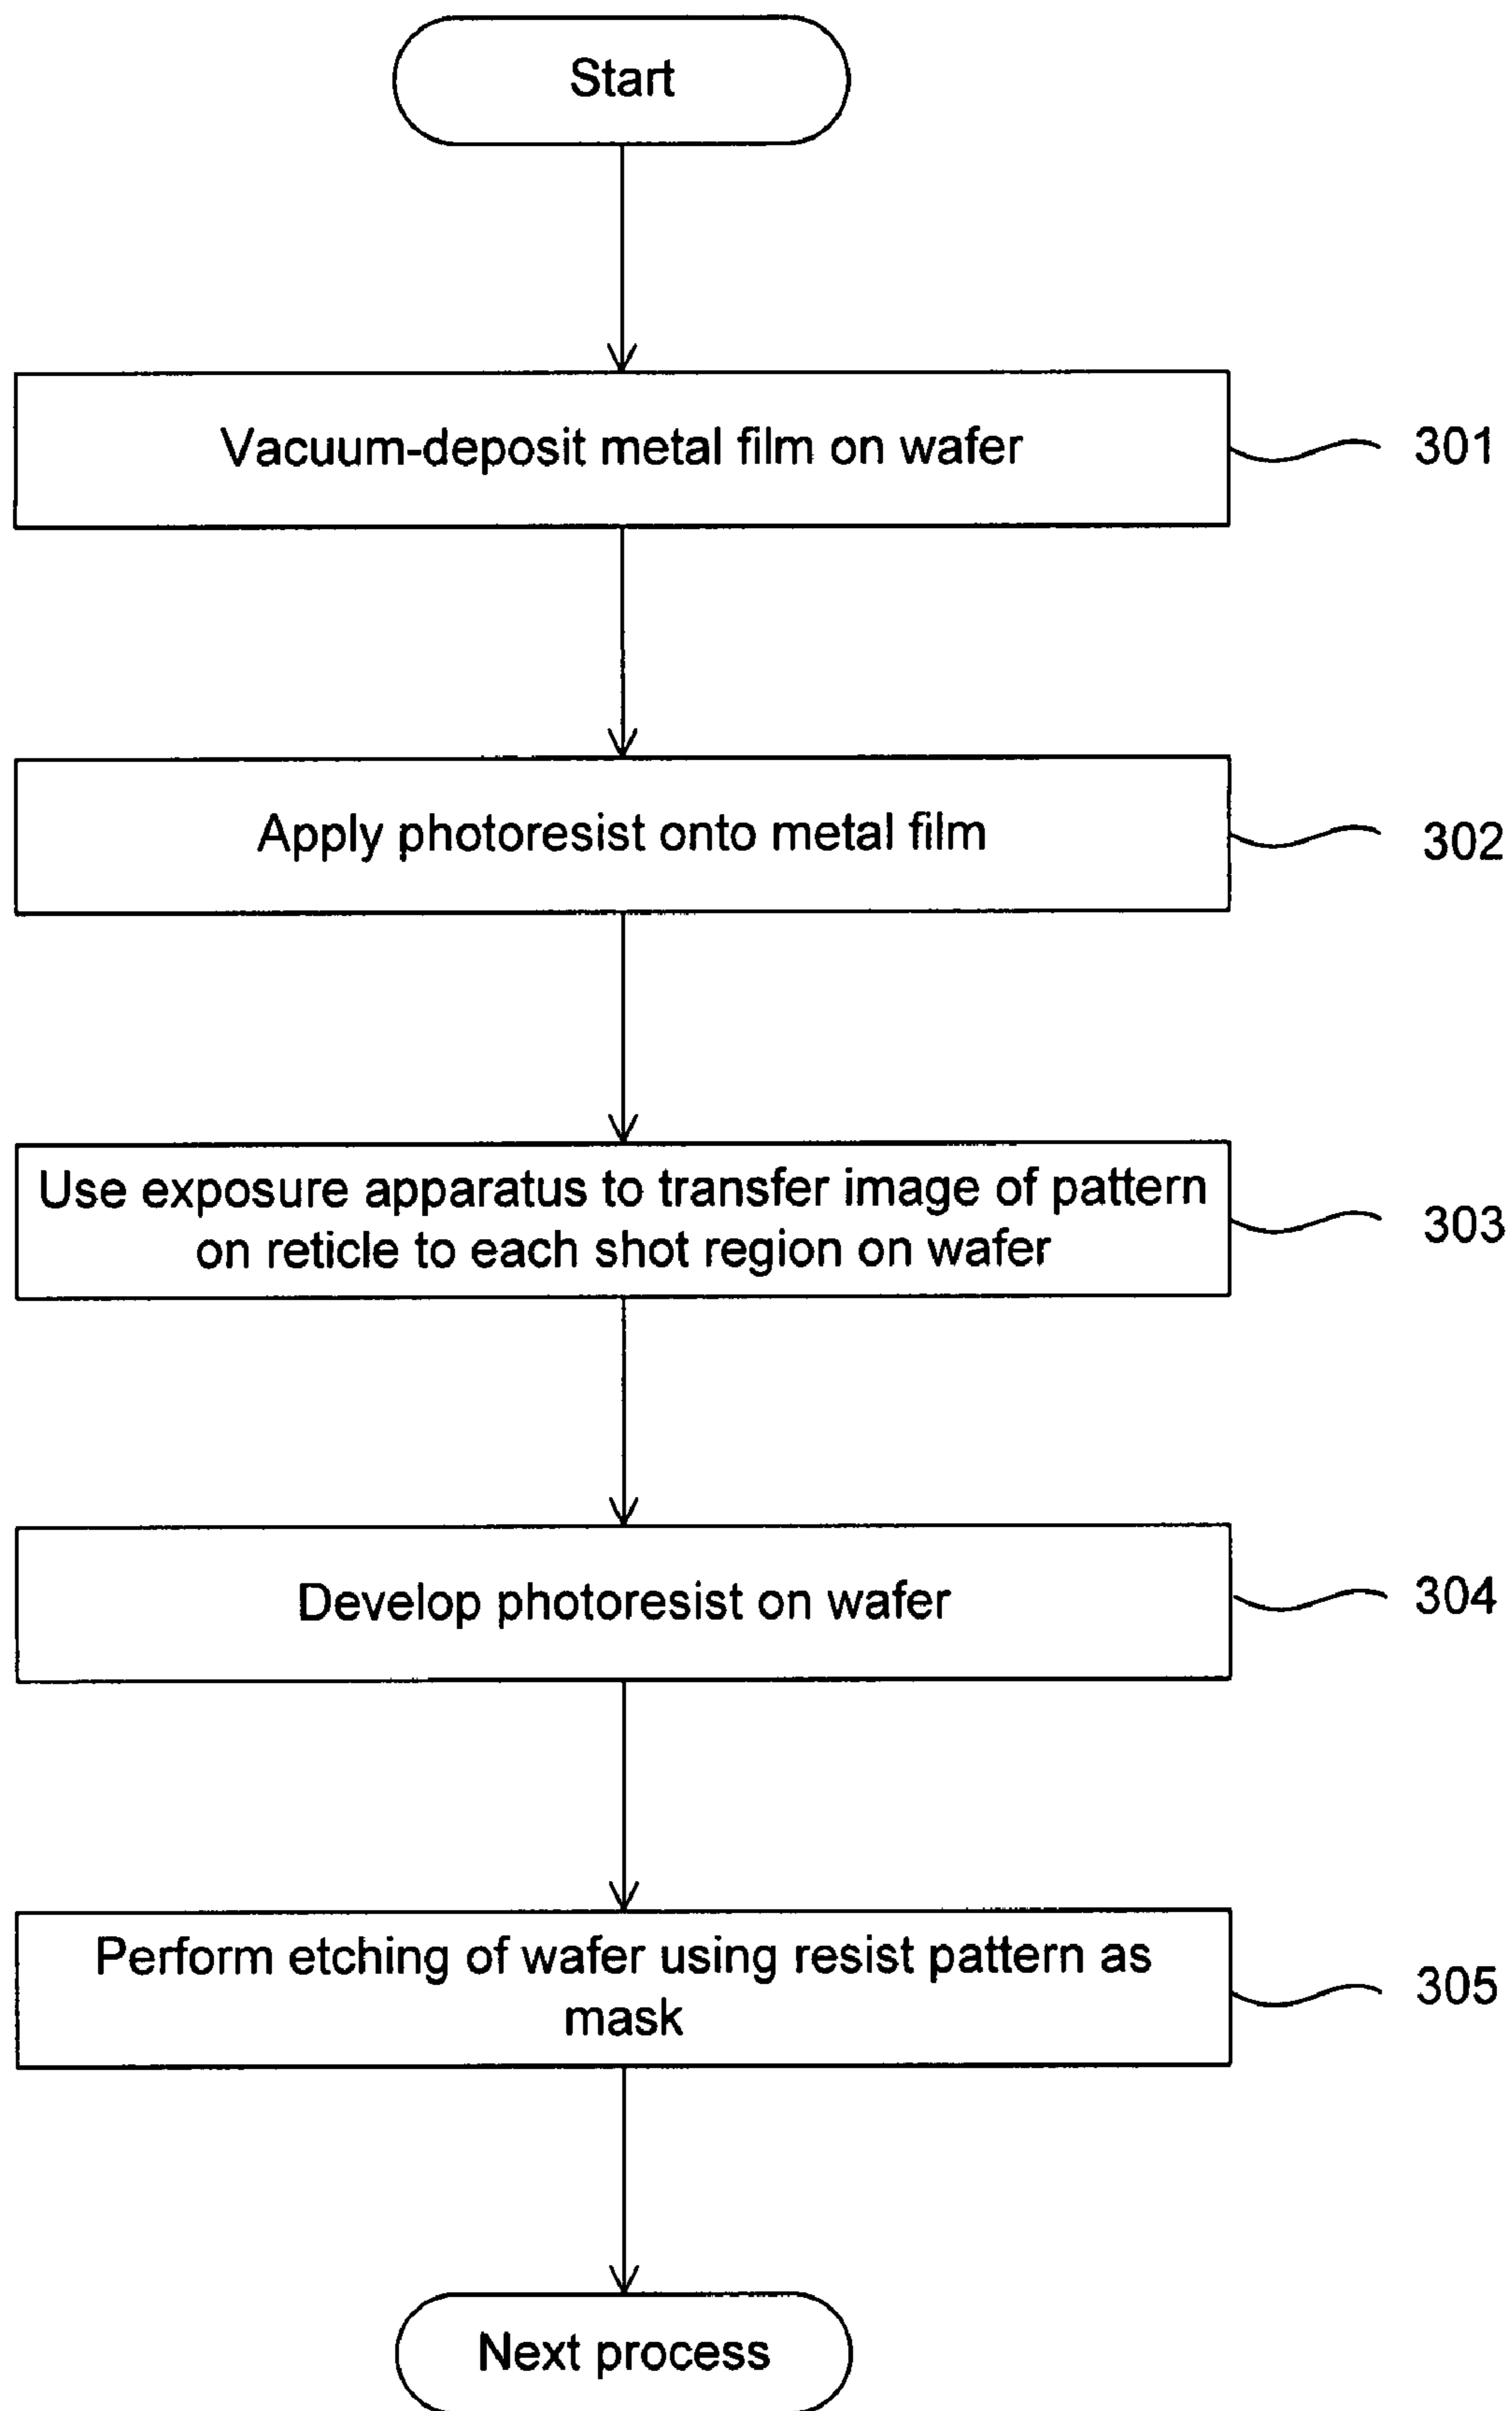 Start
Vacuum-deposit metal film on wafer
301
Apply photoresist onto metal film
302
Use exposure apparatus to transfer image of pattern
on reticle to each shot region on wafer
303
Develop photoresist on wafer
304
Perform etching of wafer using resist pattern as
mask
305
Next process